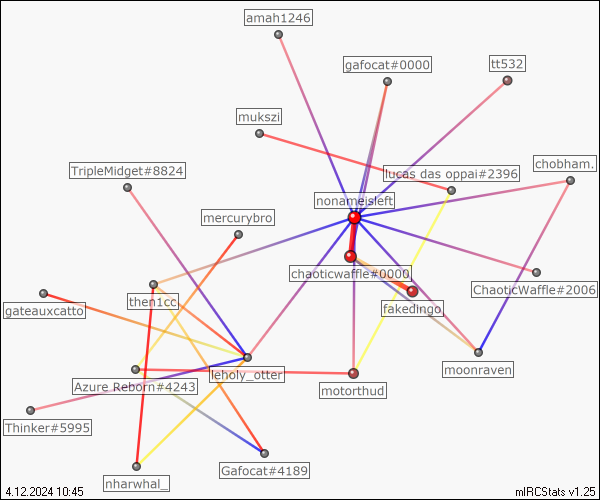 amah1246
gafocat#0000
tt532
mukszi
chobham.
TripleMidget#8824
lucas das oppai#2396
nonameisleft
mercurybro
chaoticwaffle#0000
ChaoticWaffle#2006
then1cc
gateauxcatto
fakedingo.
leholy_otter
moonraven
Azure Reborn#4243
motorthud
Thinker#5995
Gafocat#4189
nharwhal_
4.12.2024 10:45
mIRCStats v1.25